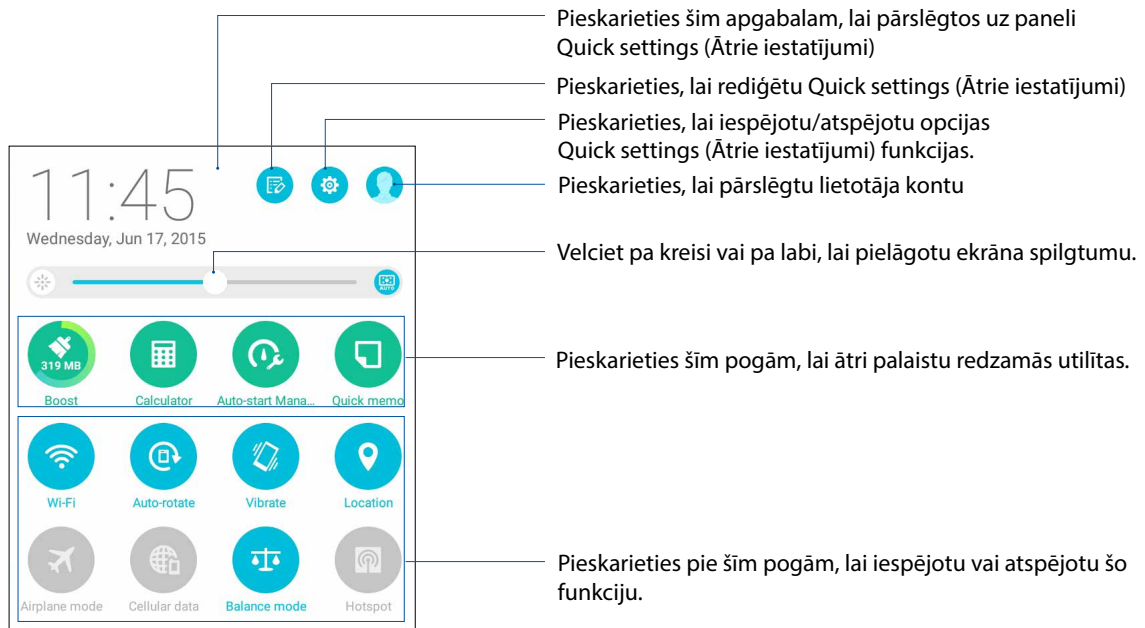 Pieskarieties šim apgabalam, lai pārslēgtos uz paneli
Quick settings (Ātrie iestatījumi)
Pieskarieties, lai rediģētu Quick settings (Ātrie iestatījumi)
Pieskarieties, lai iespējotu/atspējotu opcijas
Quick settings (Ātrie iestatījumi) funkcijas.
Pieskarieties, lai pārslēgtu lietotāja kontu
11:45
Wednesday, Jun 17, 2015
Velciet pa kreisi vai pa labi, lai pielāgotu ekrāna spilgtumu.
AUTO
319 MB
Boost Calculator Auto-start Mana... Quick memo
Pieskarieties šīm pogām, lai ātri palaistu redzamās utilītas.
Wi-Fi Auto-rotate Vibrate Location
Airplane mode Cellular data Balance mode Hotspot
Pieskarieties pie šīm pogām, lai iespējotu vai atspējotu šo
funkciju.